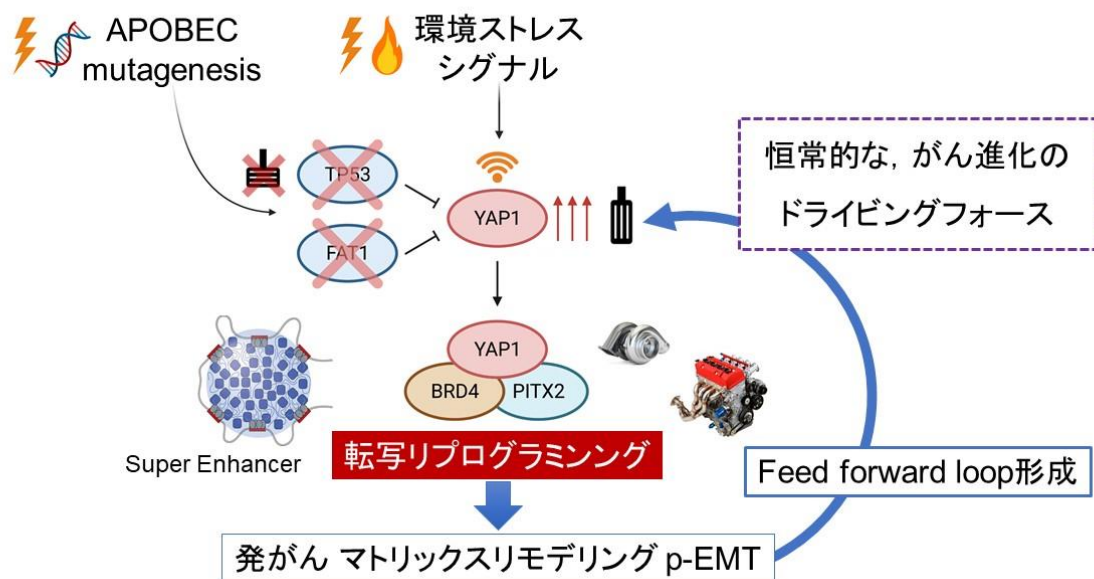 APOBEC
mutagenesis
環境ストレス
シグナル
TP53
FAT1
YAP1
恒常的な, がん進化の
ドライビングフォース
YAP1
BRD4
PITX2
Super Enhancer
転写リプログラミンング
Feed forward loop形成
発がん マトリックスリモデリング p-EMT